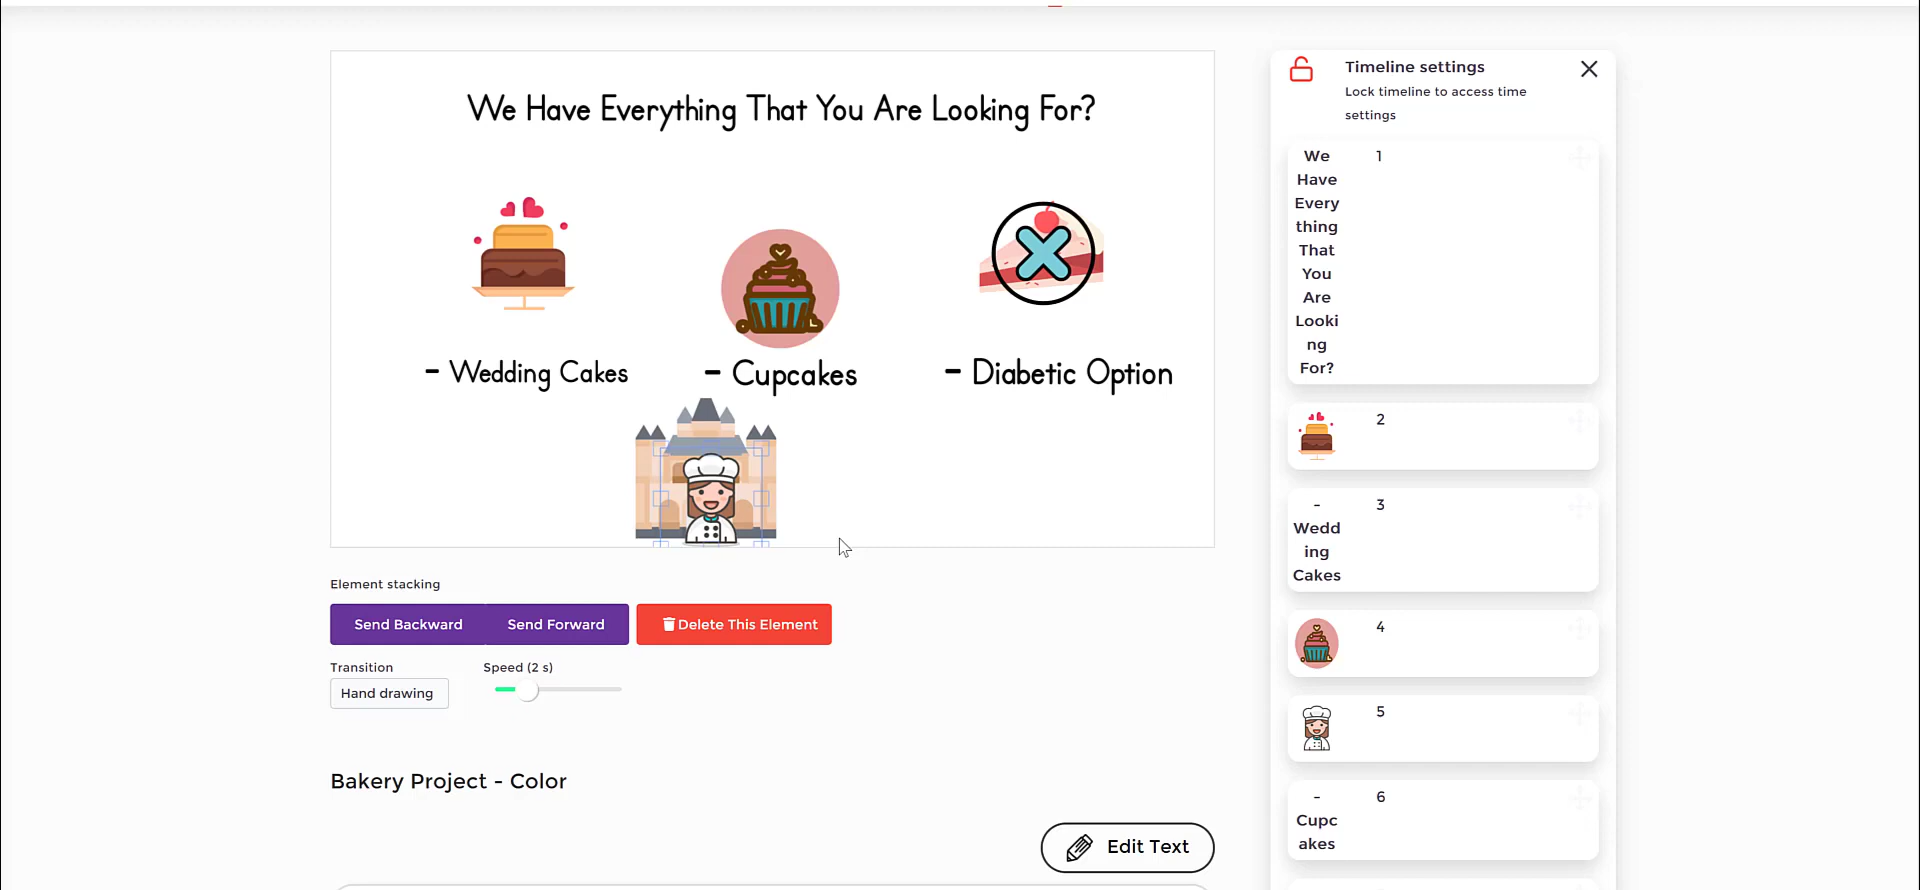 We Have Everything That You Are Looking For?
- Wedding Cakes
- Cupcakes
- Diabetic Option
Element stacking
Send Backward
Send Forward
Delete This Element
Transition
Speed (2 s)
Hand drawing
Bakery Project - Color
Edit Text
Timeline settings
Lock timeline to access time
settings
We
Have
Every
thing
That
You
Are
Looki
ng
For?
1
2
-
Wedd
ing
Cakes
3
4
5
-
Cupc
akes
6